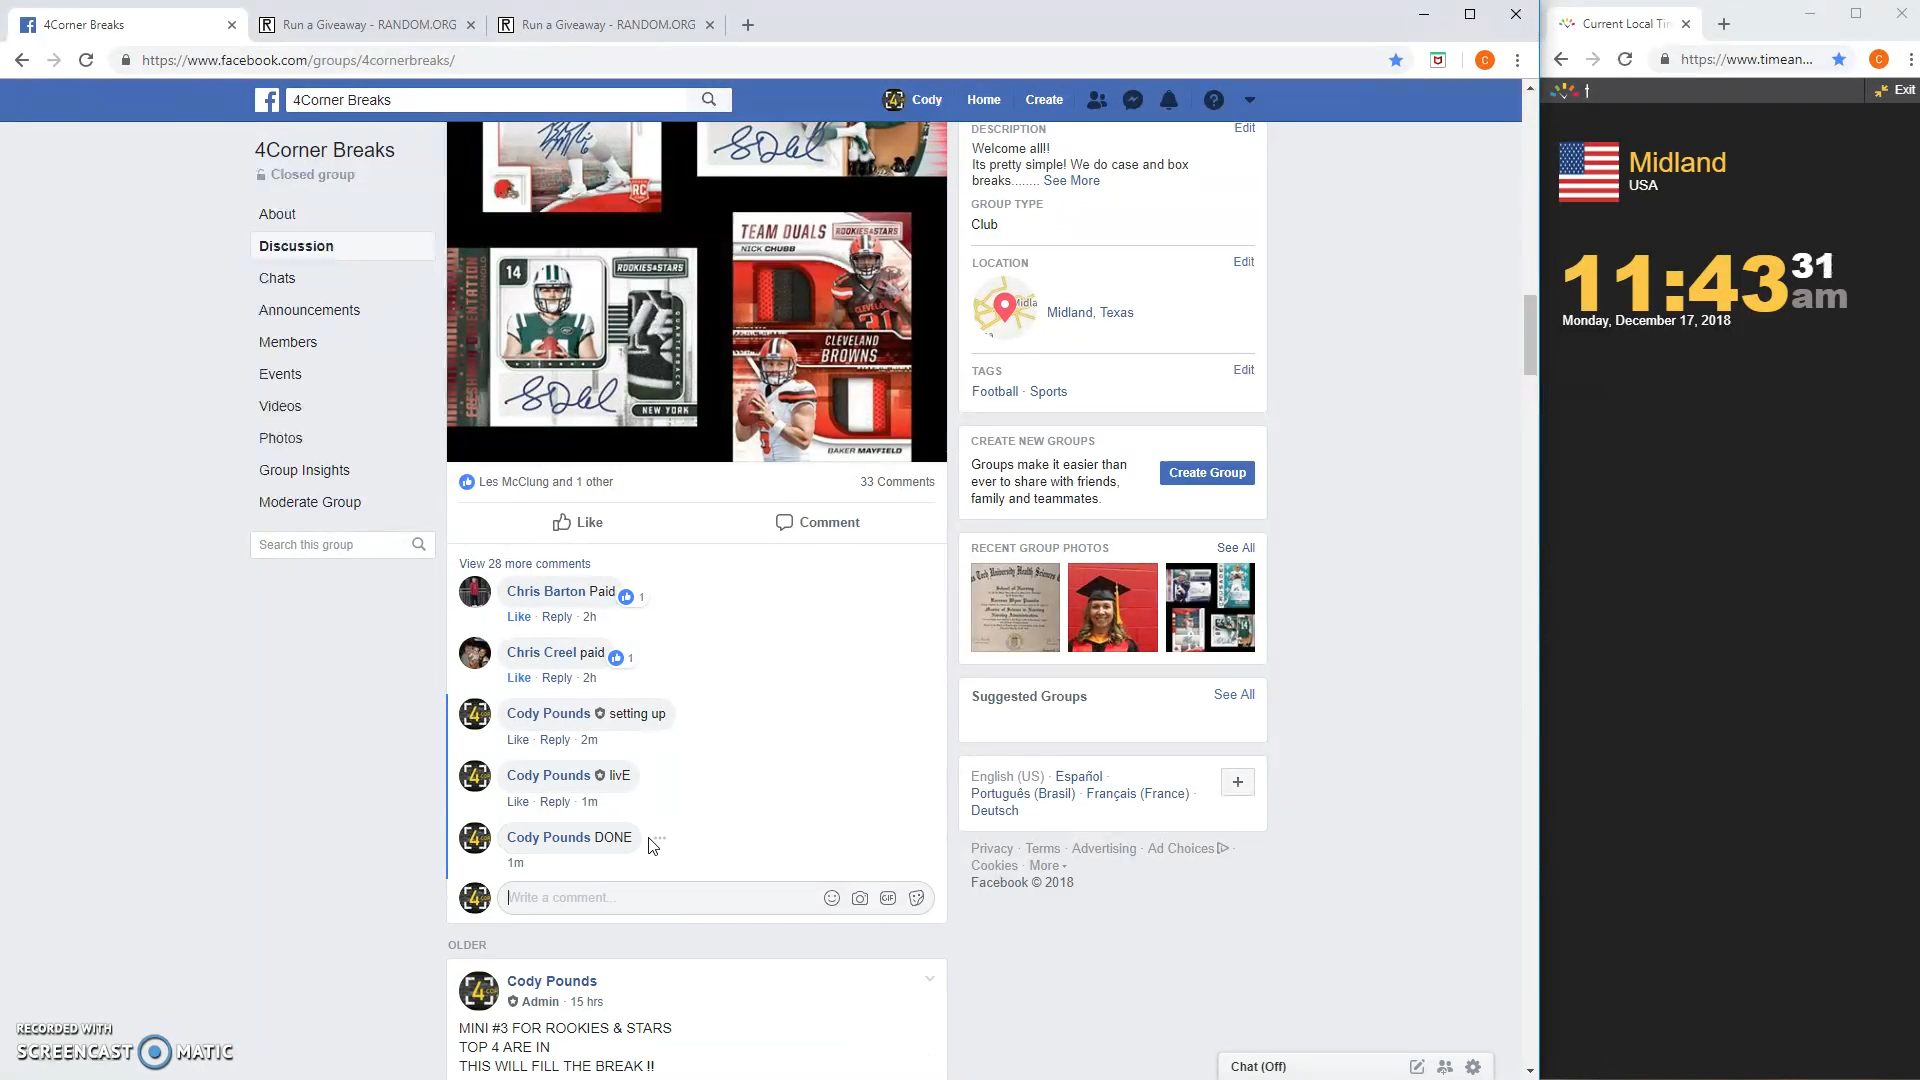 4Corner Breaks
Run a Giveaway - RANDOM.ORG
Run a Giveaway - RANDOM.ORG
Current Local Tin
https://www.facebook.com/groups/4cornerbreaks/
C
https://www.timean...
C
4Corner Breaks
Cody
Home
Create
Exit
4Corner Breaks
Closed group
About
Discussion
Chats
Announcements
Members
Events
Videos
Photos
Group Insights
Moderate Group
Search this group
RC
14
ROOKIES&STARS
NEW YORK
TEAM DUALS
ROOKIES&STARS
NICK CHUBB
CLEVELAND
BROWNS
BAKER MAYFIELD
Les McClung and 1 other
33 Comments
Like
Comment
View 28 more comments
Chris Barton Paid
1
Like · Reply · 2h
Chris Creel paid
1
Like · Reply · 2h
Cody Pounds setting up
Like · Reply · 2m
Cody Pounds livE
Like · Reply · 1m
Cody Pounds DONE
1m
Write a comment...
GIF
OLDER
Cody Pounds
Admin · 15 hrs
MINI #3 FOR ROOKIES & STARS
TOP 4 ARE IN
THIS WILL FILL THE BREAK !!
DESCRIPTION
Edit
Welcome all!!
Its pretty simple! We do case and box
breaks........ See More
GROUP TYPE
Club
LOCATION
Edit
Midland, Texas
TAGS
Edit
Football · Sports
CREATE NEW GROUPS
Groups make it easier than
ever to share with friends,
family and teammates.
Create Group
RECENT GROUP PHOTOS
See All
Suggested Groups
See All
English (US) · Español ·
Português (Brasil) · Français (France) ·
Deutsch
Privacy · Terms · Advertising · Ad Choices ·
Cookies · More
Facebook © 2018
Chat (Off)
Midland
USA
11:43 31 am
Monday, December 17, 2018
RECORDED WITH
SCREENCAST MATIC